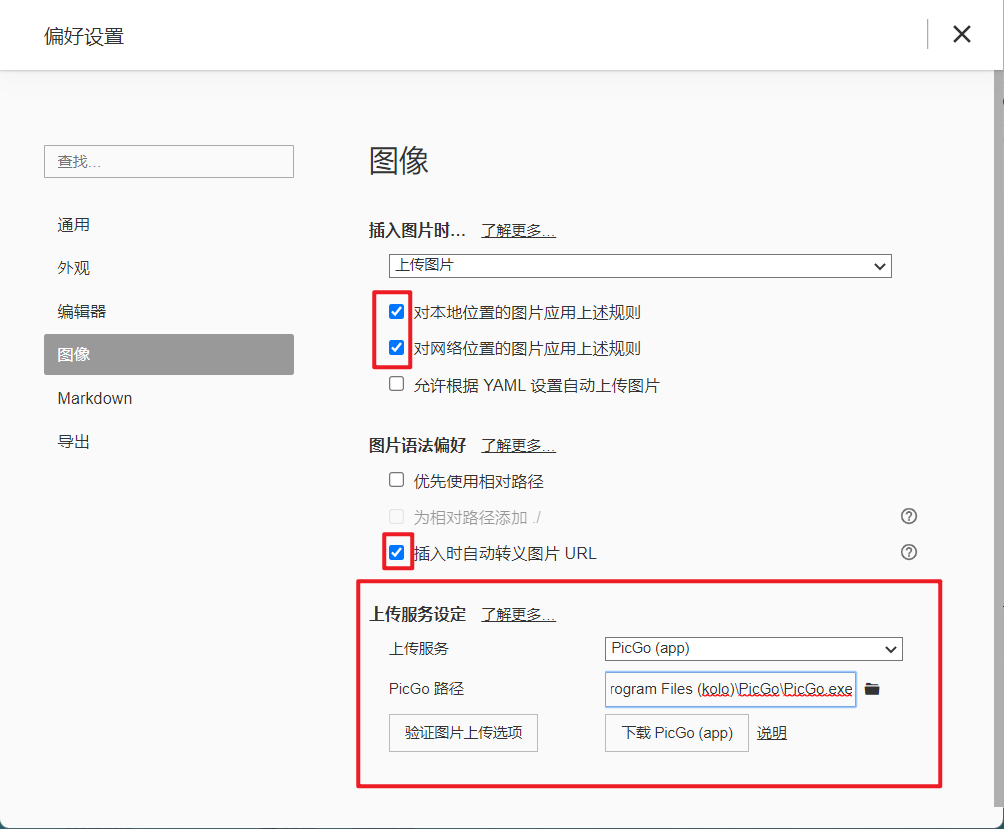 偏好设置
查找...
通用
外观
编辑器
图像
Markdown
导出
图像
插入图片时... 了解更多...
上传图片
对本地位置的图片应用上述规则
对网络位置的图片应用上述规则
允许根据 YAML 设置自动上传图片
图片语法偏好 了解更多...
优先使用相对路径
为相对路径添加 ./
插入时自动转义图片 URL
上传服务设定 了解更多...
上传服务 PicGo (app)
PicGo 路径 rogram Files (kolo)\PicGo\PicGo.exe
验证图片上传选项 下载 PicGo (app) 说明